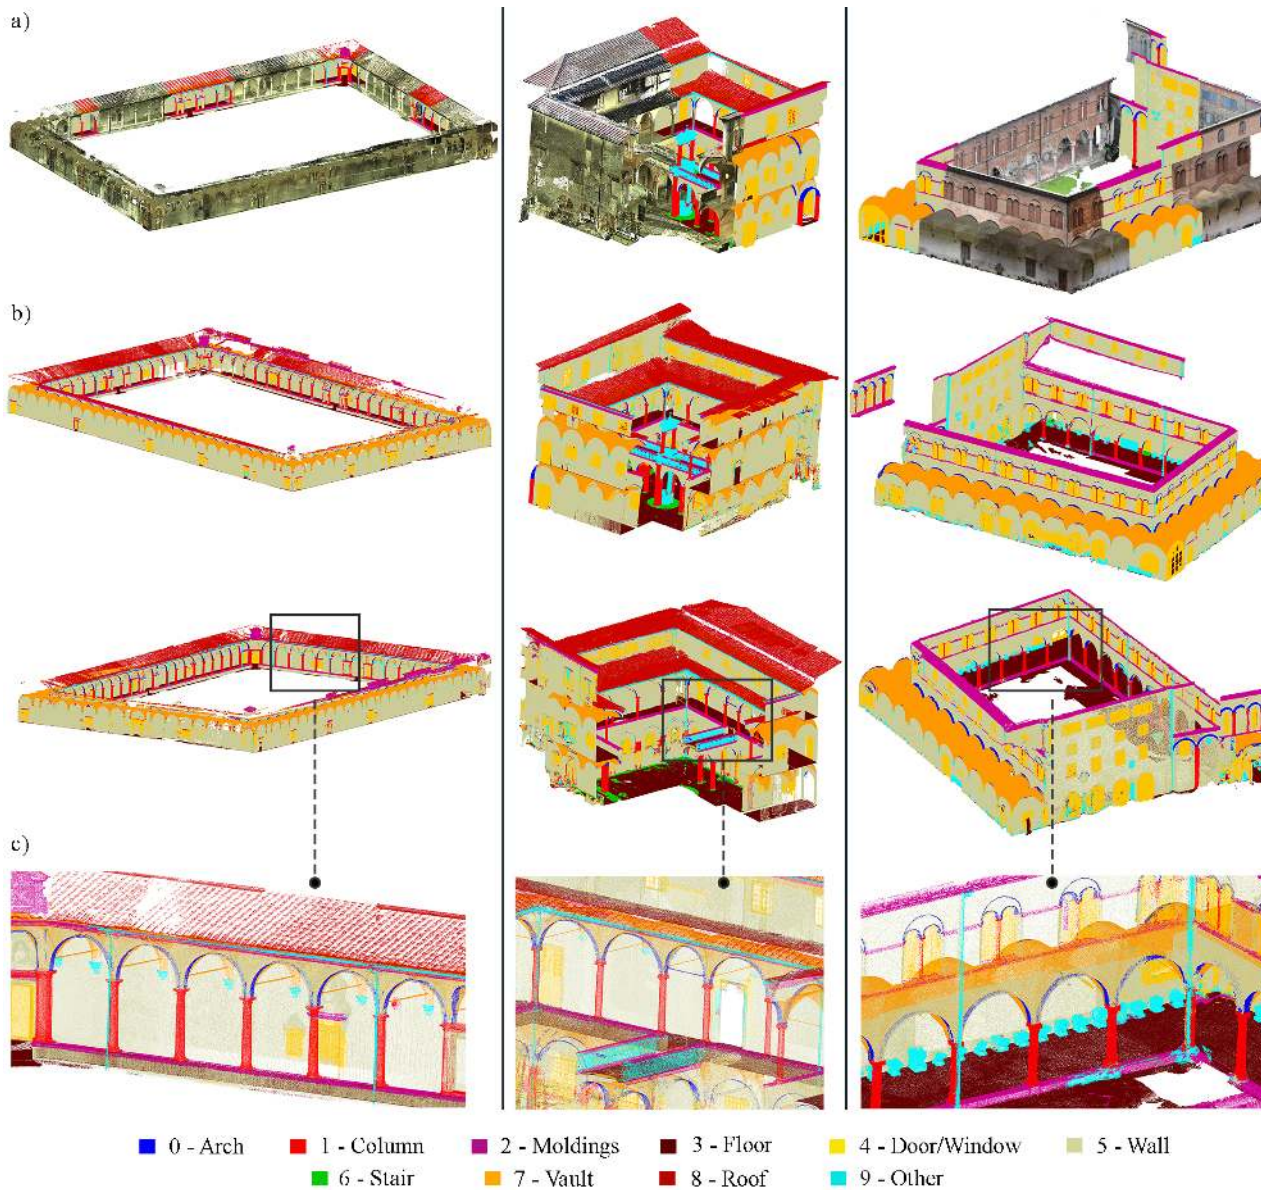 a)
b)
c)
0 - Arch 1 - Column 2 - Moldings 3 - Floor 4 - Door/Window 5 - Wall
6 - Stair 7 - Vault 8 - Roof 9 - Other